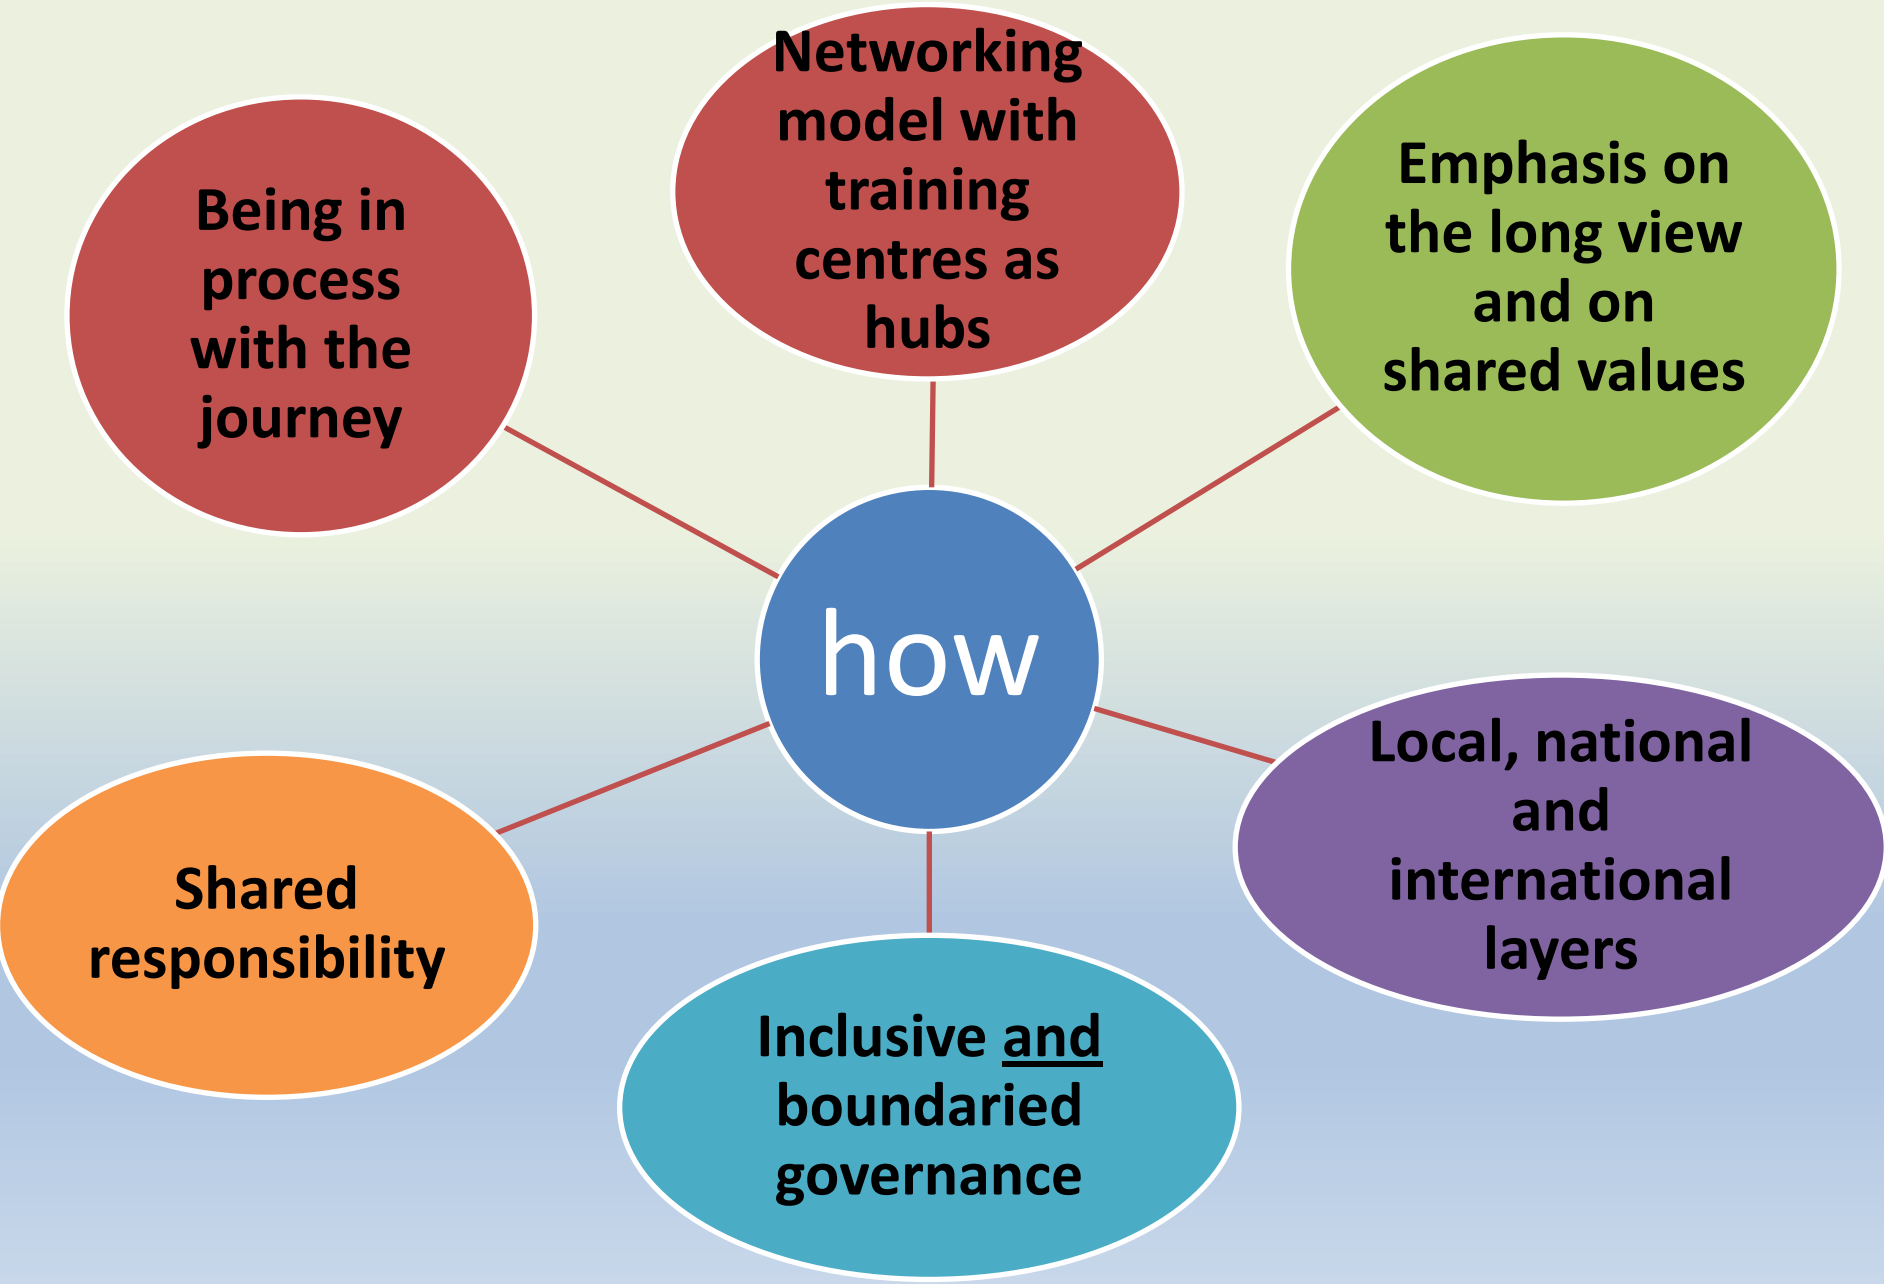 Networking
model with
training
centres as
hubs
Emphasis on
the long view
and on
shared values
Being in
process
with the
journey
how
Local, national
and
international
layers
Shared
responsibility
Inclusive and
boundaried
governance